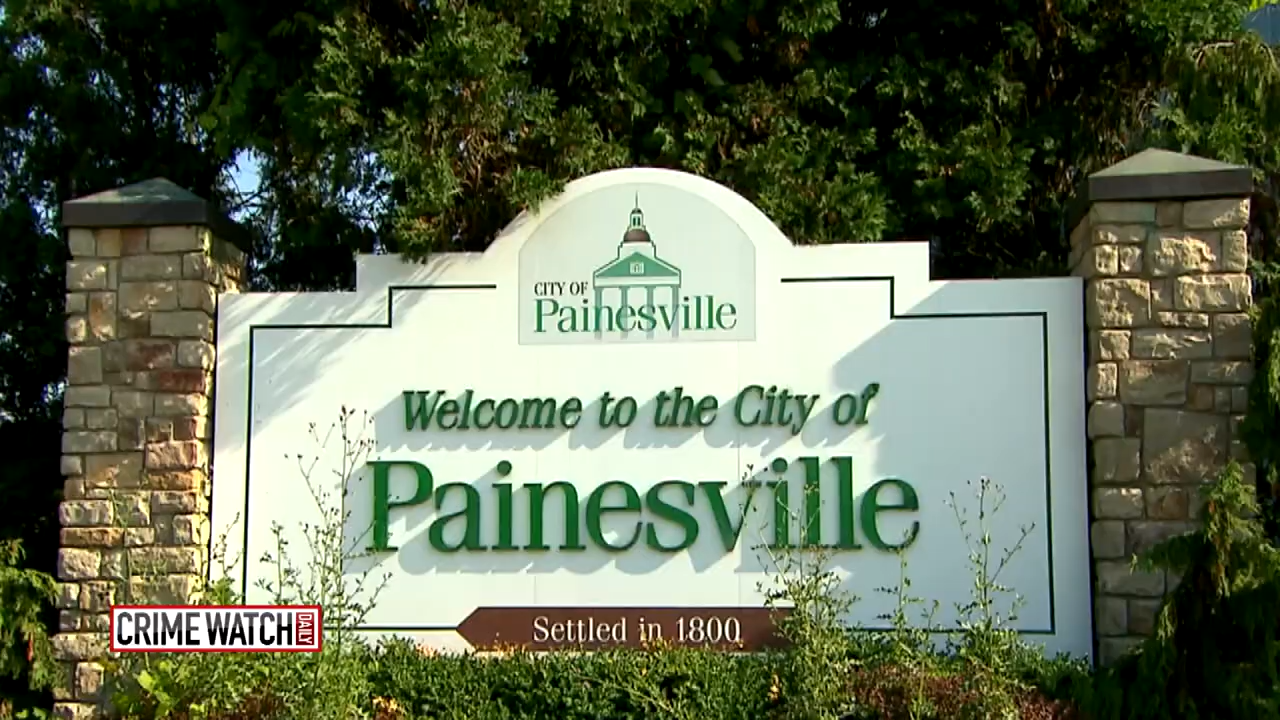 CITY OF
Painesville
Welcome to the City of
Painesville
Settled in 1800
CRIME WATCH DAILY